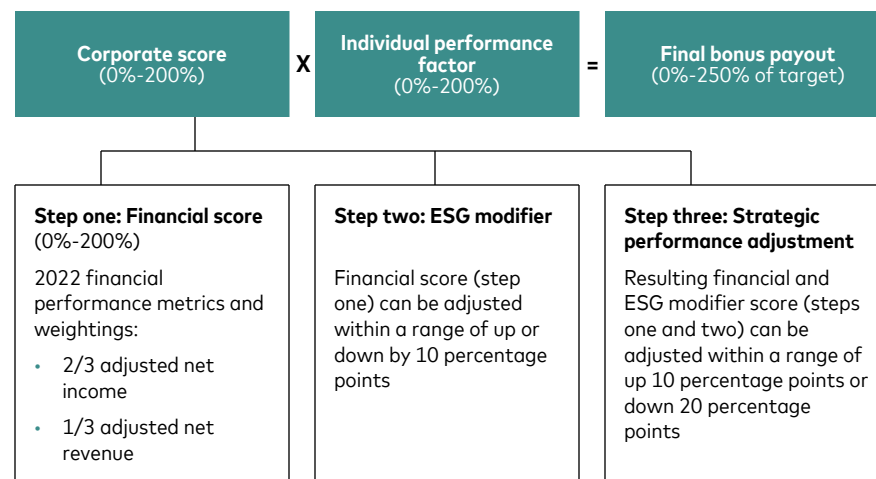 Corporate score
(0%-200%)
X
Individual performance
factor
(0%-200%)
=
Final bonus payout
(0%-250% of target)
Step one: Financial score
(0%-200%)
2022 financial
performance metrics and
weightings:
• 2/3 adjusted net
income
• 1/3 adjusted net
revenue
Step two: ESG modifier
Financial score (step
one) can be adjusted
within a range of up or
down by 10 percentage
points
Step three: Strategic
performance adjustment
Resulting financial and
ESG modifier score (steps
one and two) can be
adjusted within a range of
up 10 percentage points or
down 20 percentage
points